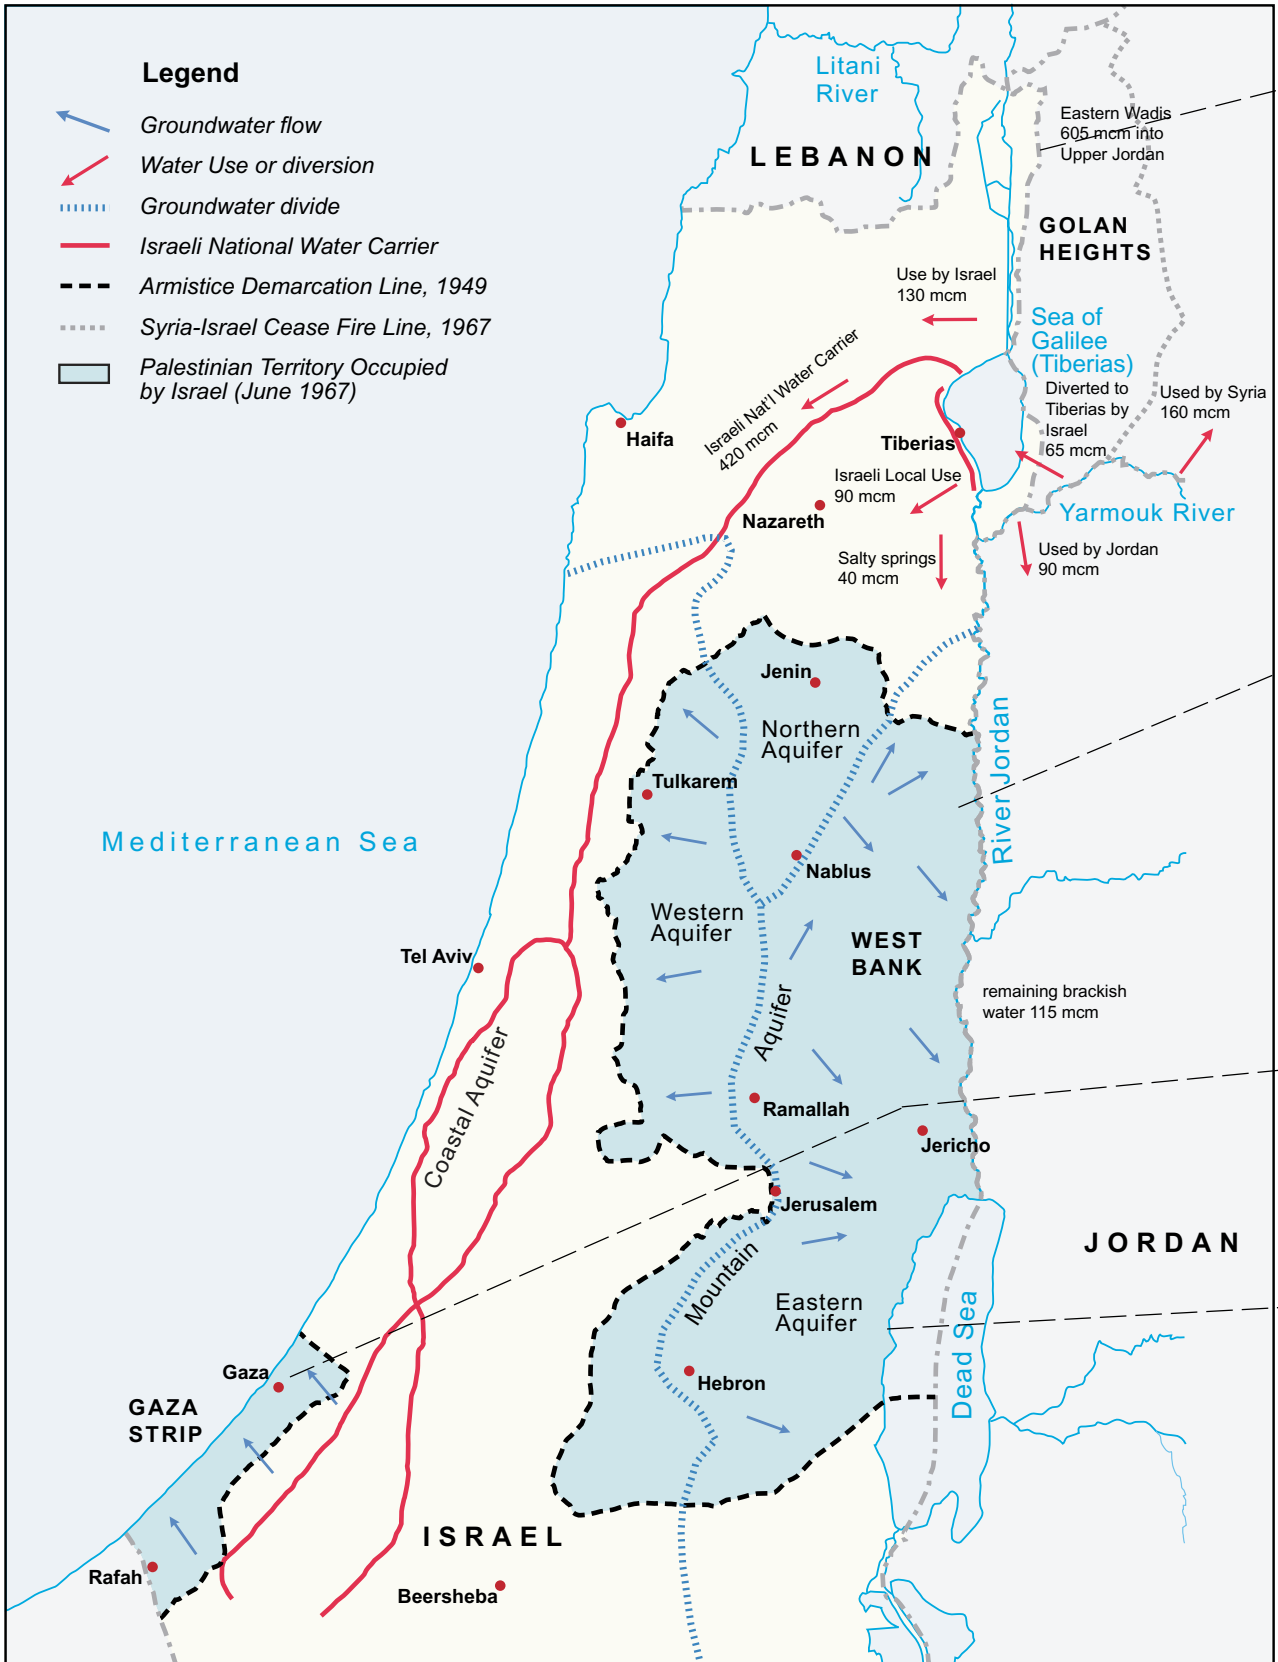 Legend
Groundwater flow
Water Use or diversion
Groundwater divide
Israeli National Water Carrier
Armistice Demarcation Line, 1949
Syria-Israel Cease Fire Line, 1967
Palestinian Territory Occupied
by Israel (June 1967)
Litani
River
LEBANON
Eastern Wadis
605 mcm into
Upper Jordan
GOLAN
HEIGHTS
Use by Israel
130 mcm
Sea of
Galilee
(Tiberias)
Israeli Nat'l Water Carrier
420 mcm
Diverted to
Tiberias by
Israel
65 mcm
Used by Syria
160 mcm
Haifa
Tiberias
Israeli Local Use
90 mcm
Nazareth
Yarmouk River
Salty springs
40 mcm
Used by Jordan
90 mcm
Jenin
Northern
Aquifer
River Jordan
Tulkarem
Mediterranean Sea
Nablus
Western
Aquifer
WEST
BANK
Tel Aviv
remaining brackish
water 115 mcm
Aquifer
Coastal Aquifer
Ramallah
Jericho
Jerusalem
JORDAN
Mountain
Eastern
Aquifer
Dead Sea
Gaza
Hebron
GAZA
STRIP
ISRAEL
Rafah
Beersheba